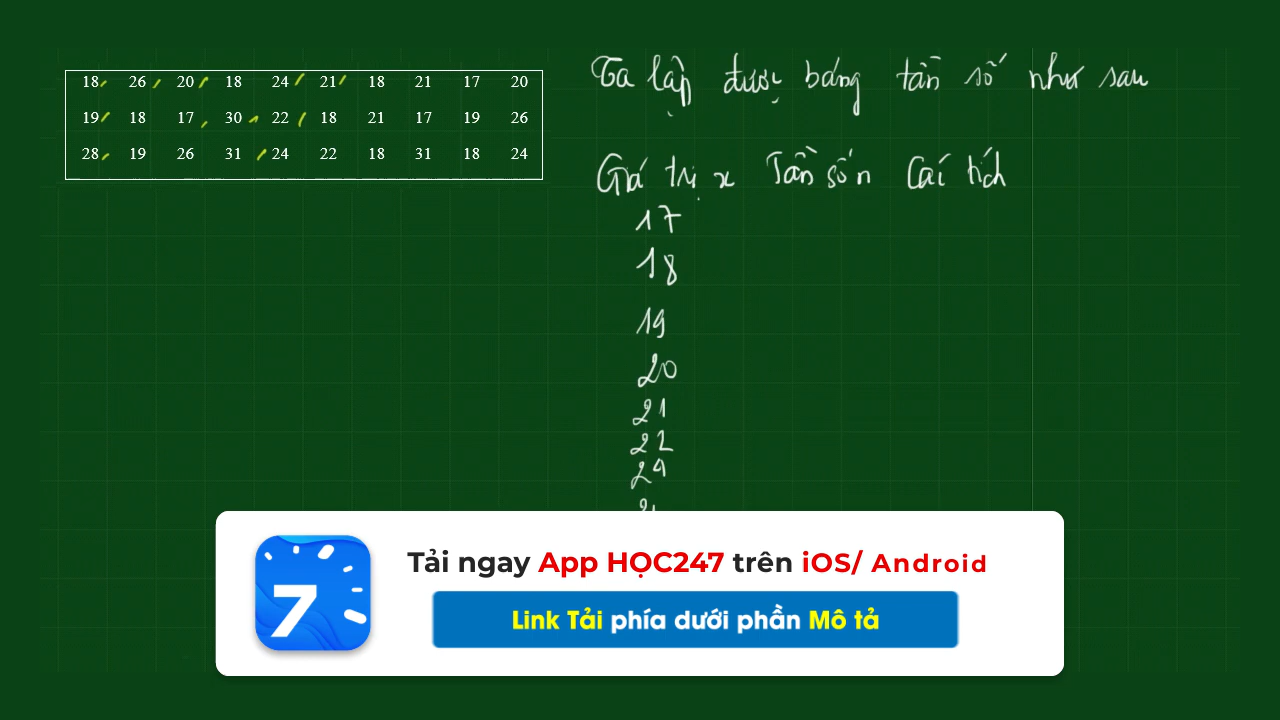 18 26 20 18 24 21 18 21 17 20
19 18 17 30 22 18 21 17 19 26
28 19 26 31 24 22 18 31 18 24
Ta lập được bảng tần số như sau
Giá trị x Tần số n Cái tích
17
18
19
20
21
22
24
2
7
Tải ngay App HỌC247 trên iOS/ Android
Link Tải phía dưới phần Mô tả